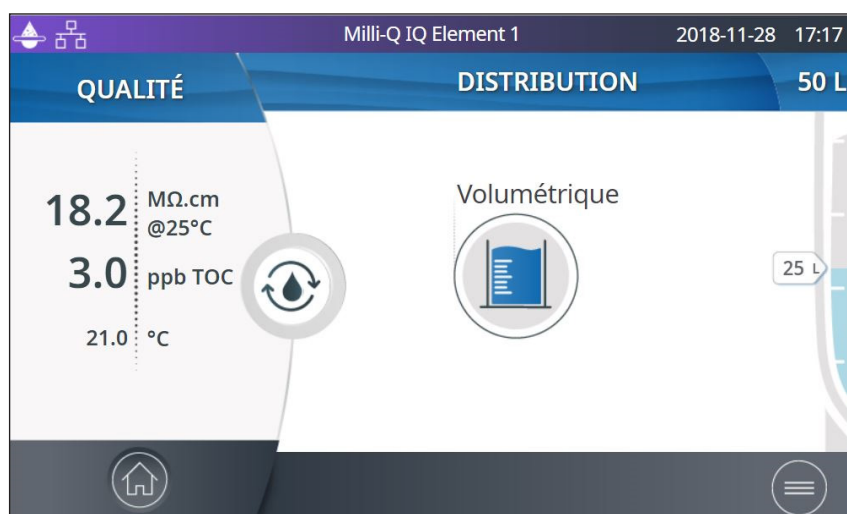 Milli-Q IQ Element 1
2018-11-28 17:17
QUALITÉ
DISTRIBUTION
50 L
18.2 MΩ.cm
@25°C
3.0 ppb TOC
21.0 °C
Volumétrique
25 L